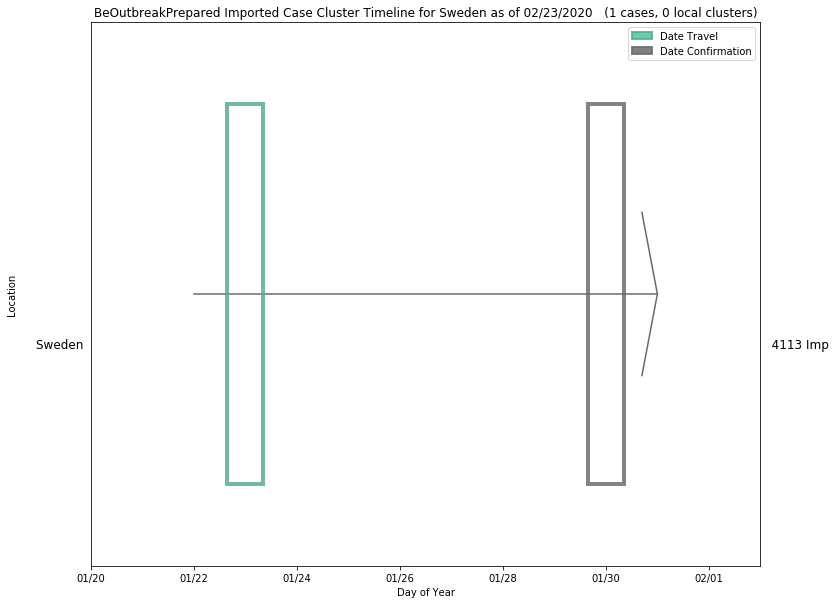 BeOutbreakPrepared Imported Case Cluster Timeline for Sweden as of 02/23/2020   (1 cases, 0 local clusters)
Date Travel
Date Confirmation
Location
Sweden
4113 Imp
01/20
01/22
01/24
01/26
01/28
01/30
02/01
Day of Year